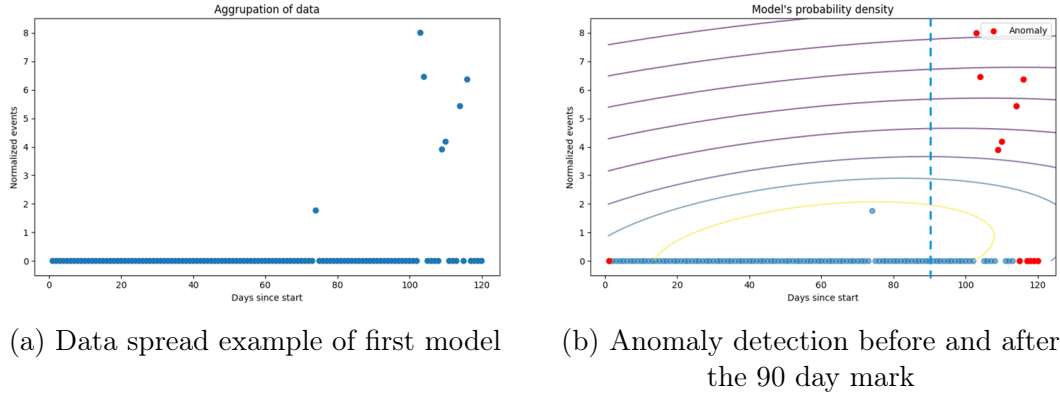 Aggrupation of data
Normalized events
8
7
6
5
4
3
2
1
0
0 20 40 60 80 100 120
Days since start
(a) Data spread example of first model
Model's probability density
Anomaly
Normalized events
8
7
6
5
4
3
2
1
0
0 20 40 60 80 100 120
Days since start
(b) Anomaly detection before and after
the 90 day mark